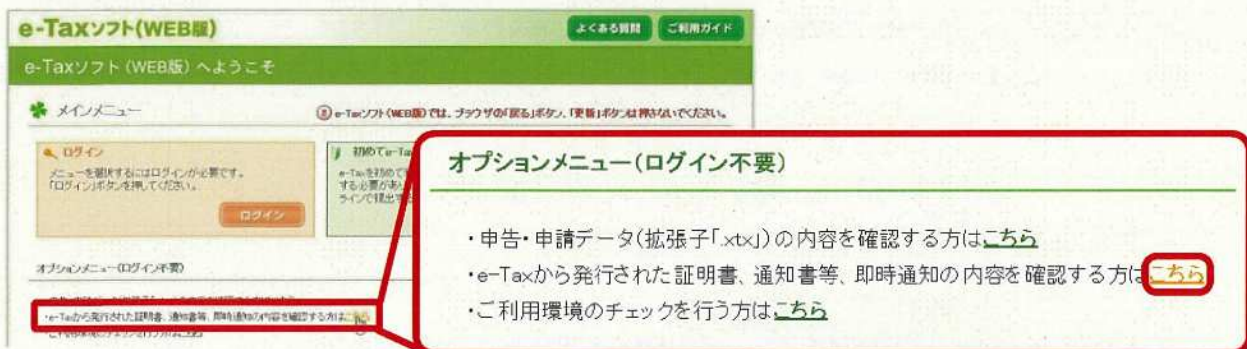 e-Taxソフト(WEB版)
よくある質問
ご利用ガイド
e-Taxソフト(WEB版)へようこそ
メインメニュー
e-Taxソフト(WEB版)では、ブラウザの「戻る」ボタン、「更新」ボタンは押さないでください。
ログイン
メニューを選択するにはログインが必要です。
「ログイン」ボタンを押してください。
ログイン
初めてe-Ta
e-Taxを初めて
する必要があ
オプションメニュー(ログイン不要)
・e-Taxから発行された証明書、通知書等、即時通知の内容を確認する方はこちら
オプションメニュー(ログイン不要)
・申告・申請データ(拡張子「.xtx」)の内容を確認する方はこちら
・e-Taxから発行された証明書、通知書等、即時通知の内容を確認する方はこちら
・ご利用環境のチェックを行う方はこちら